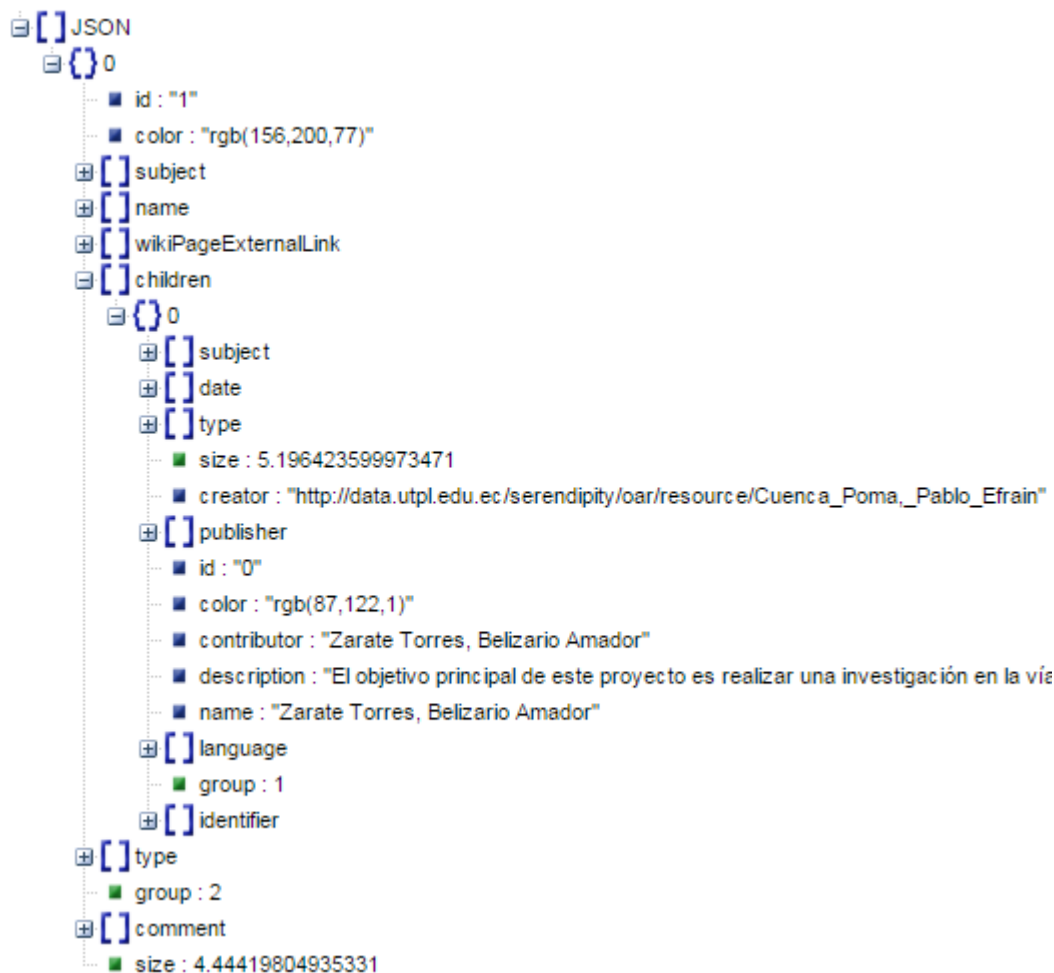 JSON
0
id : "1"
color : "rgb(156,200,77)"
subject
name
wikiPageExternalLink
children
0
subject
date
type
size : 5.196423599973471
creator : "http://data.utpl.edu.ec/serendipity/oar/resource/Cuenca_Poma,_Pablo_Efrain"
publisher
id : "0"
color : "rgb(87,122,1)"
contributor : "Zarate Torres, Belizario Amador"
description : "El objetivo principal de este proyecto es realizar una investigación en la vía
name : "Zarate Torres, Belizario Amador"
language
group : 1
identifier
type
group : 2
comment
size : 4.44419804935331